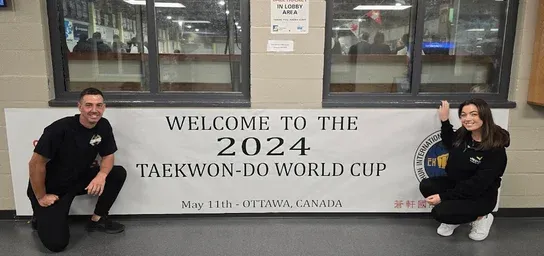 IN LOBBY
AREA
WELCOME TO THE
2024
TAEKWON-DO WORLD CUP
May 11th - OTTAWA, CANADA